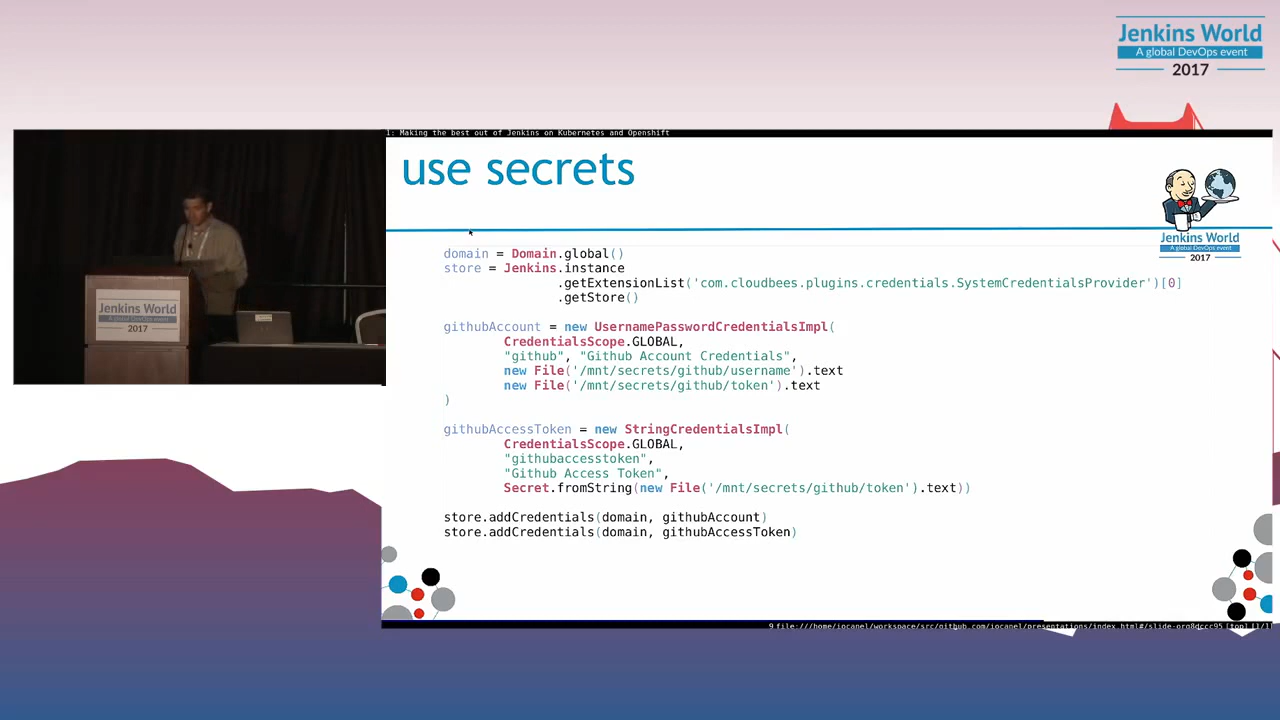 Jenkins World
A global DevOps event
2017
1: Making the best out of Jenkins on Kubernetes and Openshift
use secrets
Jenkins World
A global DevOps event
2017
domain = Domain.global()
store = Jenkins.instance
.getExtensionList('com.cloudbees.plugins.credentials.SystemCredentialsProvider')[0]
.getStore()
githubAccount = new UsernamePasswordCredentialsImpl(
CredentialsScope.GLOBAL,
"github", "Github Account Credentials",
new File('/mnt/secrets/github/username').text
new File('/mnt/secrets/github/token').text
)
githubAccessToken = new StringCredentialsImpl(
CredentialsScope.GLOBAL,
"githubaccesstoken",
"Github Access Token",
Secret.fromString(new File('/mnt/secrets/github/token').text))
store.addCredentials(domain, githubAccount)
store.addCredentials(domain, githubAccessToken)
Jenkins World
2017